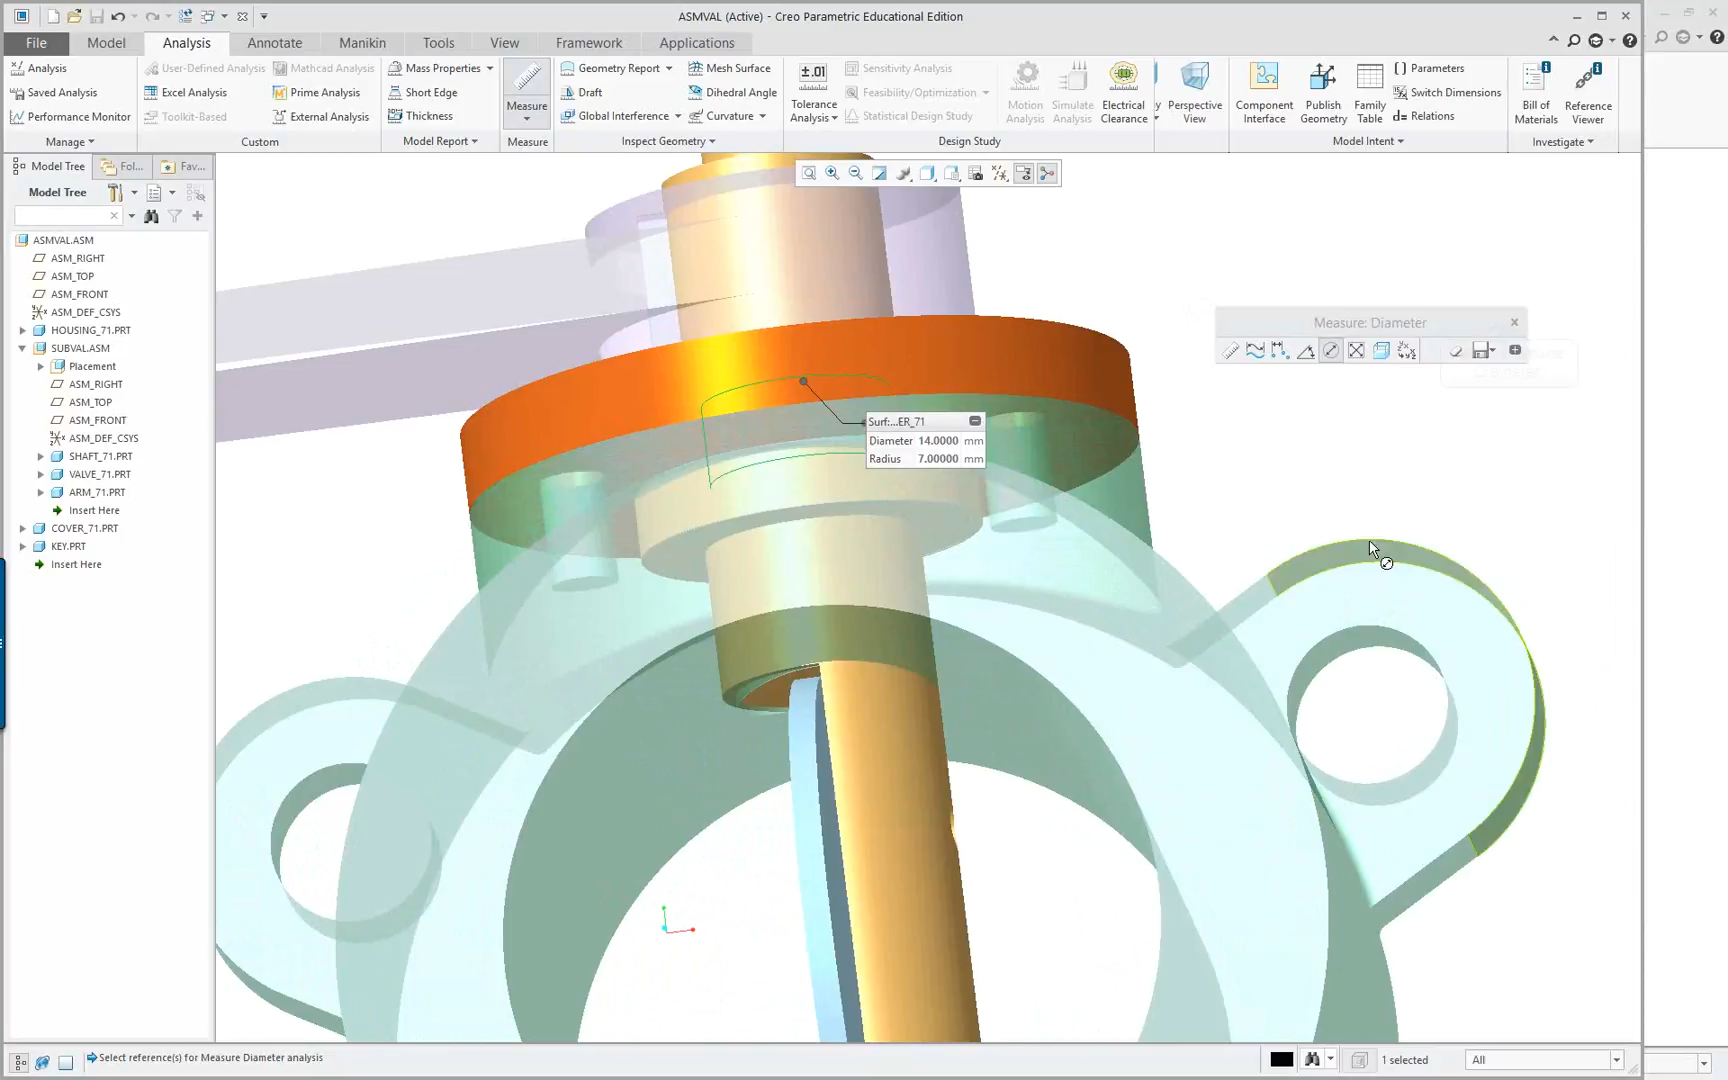 ASMVAL (Active) - Creo Parametric Educational Edition
File Model Analysis Annotate Manikin Tools View Framework Applications
Analysis
Saved Analysis
Performance Monitor
Manage
User-Defined Analysis
Mathcad Analysis
Excel Analysis
Prime Analysis
Toolkit-Based
External Analysis
Custom
Mass Properties
Short Edge
Thickness
Model Report
Measure
Measure
Geometry Report
Mesh Surface
Draft
Dihedral Angle
Global Interference
Curvature
Inspect Geometry
±.01
Tolerance
Analysis
Sensitivity Analysis
Feasibility/Optimization
Statistical Design Study
Motion
Analysis
Simulate
Analysis
Electrical
Clearance
Design Study
y
Perspective
View
Component
Interface
Publish
Geometry
Family
Table
Parameters
Switch Dimensions
d= Relations
Model Intent
Bill of
Materials
Reference
Viewer
Investigate
Model Tree
Fol...
Fav...
Model Tree
ASMVAL.ASM
ASM_RIGHT
ASM_TOP
ASM_FRONT
ASM_DEF_CSYS
HOUSING_71.PRT
SUBVAL.ASM
Placement
ASM_RIGHT
ASM_TOP
ASM_FRONT
ASM_DEF_CSYS
SHAFT_71.PRT
VALVE_71.PRT
ARM_71.PRT
Insert Here
COVER_71.PRT
KEY.PRT
Insert Here
Measure: Diameter
Surf:...ER_71
Diameter 14.0000 mm
Radius 7.00000 mm
Select reference(s) for Measure Diameter analysis
1 selected
All